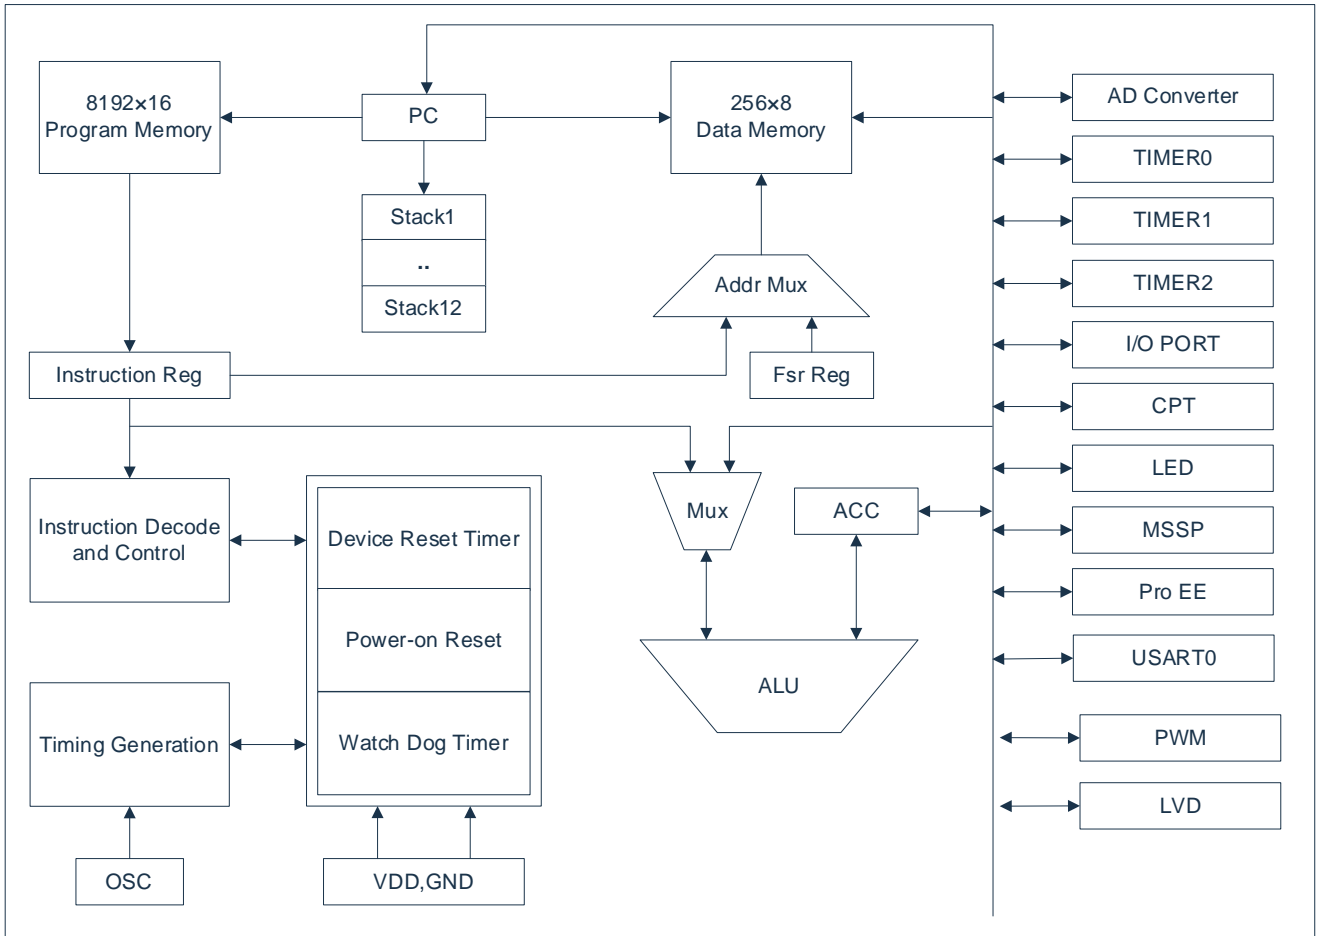 8192×16
Program Memory
PC
256×8
Data Memory
Stack1
..
Stack12
Addr Mux
Instruction Reg
Fsr Reg
Instruction Decode
and Control
Device Reset Timer
Power-on Reset
Watch Dog Timer
Mux
ACC
ALU
Timing Generation
OSC
VDD,GND
AD Converter
TIMER0
TIMER1
TIMER2
I/O PORT
CPT
LED
MSSP
Pro EE
USART0
PWM
LVD